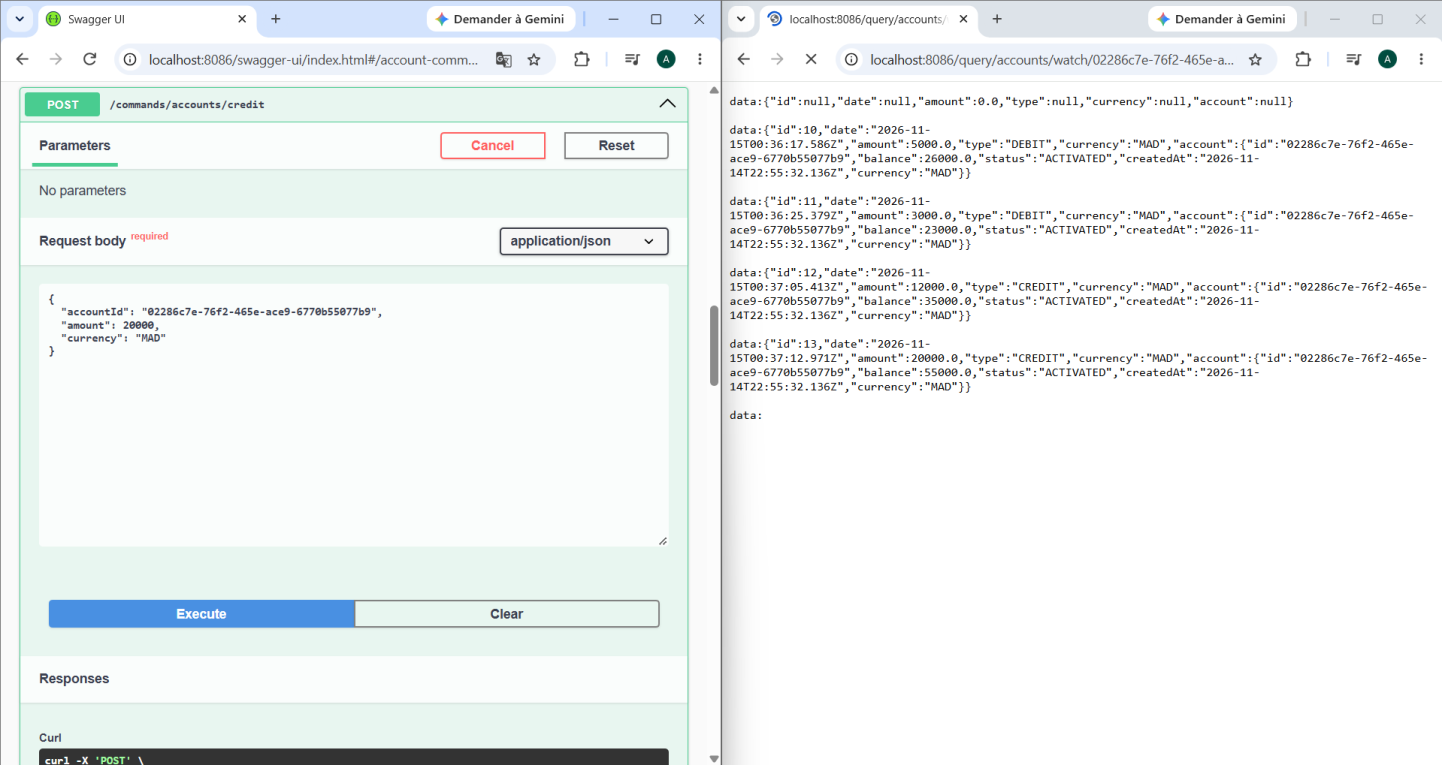 Swagger UI
Demander à Gemini
localhost:8086/swagger-ui/index.html#/account-comm...
A
POST /commands/accounts/credit
Parameters
Cancel
Reset
No parameters
Request body required
application/json
{
"accountId": "02286c7e-76f2-465e-ace9-6770b55077b9",
"amount": 20000,
"currency": "MAD"
}
Execute
Clear
Responses
Curl
curl -X 'POST' \
localhost:8086/query/accounts/
Demander à Gemini
localhost:8086/query/accounts/watch/02286c7e-76f2-465e-a...
A
data:{"id":null,"date":null,"amount":0.0,"type":null,"currency":null,"account":null}
data:{"id":10,"date":"2026-11-
15T00:36:17.586Z","amount":5000.0,"type":"DEBIT","currency":"MAD","account":{"id":"02286c7e-76f2-465e-
ace9-6770b55077b9","balance":26000.0,"status":"ACTIVATED","createdAt":"2026-11-
14T22:55:32.136Z","currency":"MAD"}}
data:{"id":11,"date":"2026-11-
15T00:36:25.379Z","amount":3000.0,"type":"DEBIT","currency":"MAD","account":{"id":"02286c7e-76f2-465e-
ace9-6770b55077b9","balance":23000.0,"status":"ACTIVATED","createdAt":"2026-11-
14T22:55:32.136Z","currency":"MAD"}}
data:{"id":12,"date":"2026-11-
15T00:37:05.413Z","amount":12000.0,"type":"CREDIT","currency":"MAD","account":{"id":"02286c7e-76f2-465e-
ace9-6770b55077b9","balance":35000.0,"status":"ACTIVATED","createdAt":"2026-11-
14T22:55:32.136Z","currency":"MAD"}}
data:{"id":13,"date":"2026-11-
15T00:37:12.971Z","amount":20000.0,"type":"CREDIT","currency":"MAD","account":{"id":"02286c7e-76f2-465e-
ace9-6770b55077b9","balance":55000.0,"status":"ACTIVATED","createdAt":"2026-11-
14T22:55:32.136Z","currency":"MAD"}}
data: